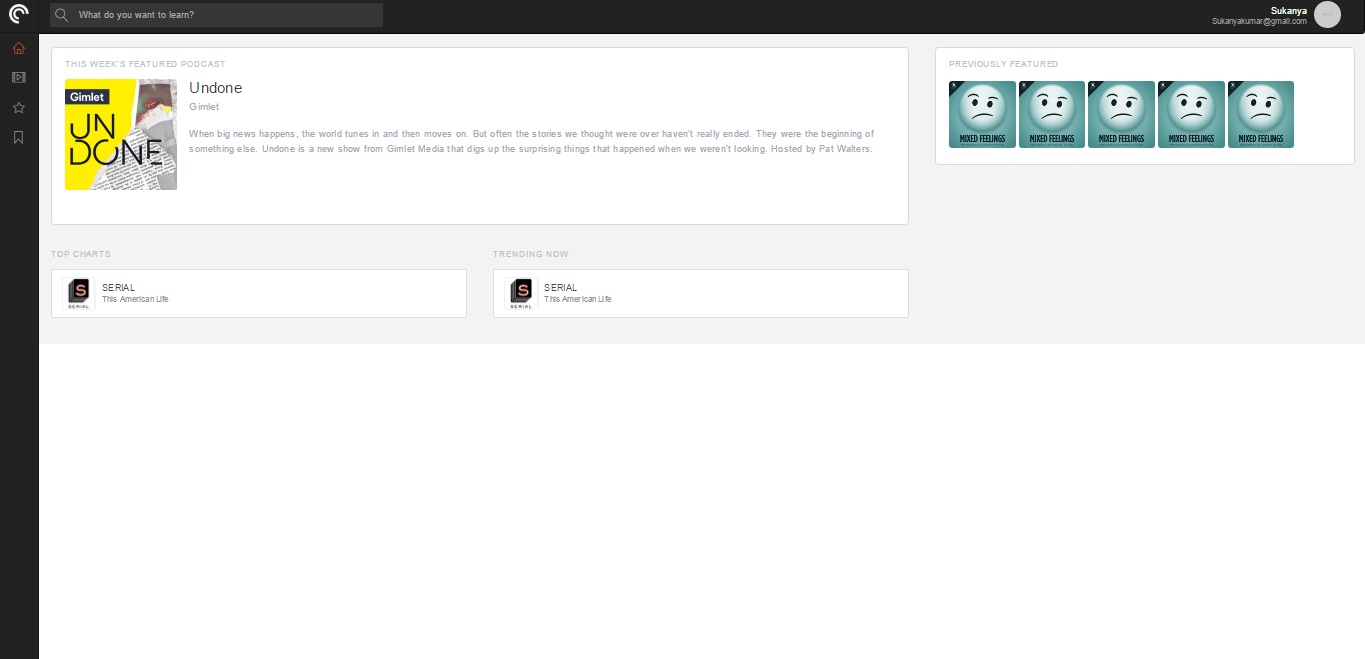 What do you want to learn?
Sukanya
Sukanyakumar@gmail.com
THIS WEEK'S FEATURED PODCAST
Gimlet
UN
DONE
Undone
Gimlet
When big news happens, the world tunes in and then moves on. But often the stories we thought were over haven't really ended. They were the beginning of
something else. Undone is a new show from Gimlet Media that digs up the surprising things that happened when we weren't looking. Hosted by Pat Walters.
PREVIOUSLY FEATURED
MIXED FEELINGS
MIXED FEELINGS
MIXED FEELINGS
MIXED FEELINGS
MIXED FEELINGS
TOP CHARTS
S
SERIAL
SERIAL
This American Life
TRENDING NOW
S
SERIAL
SERIAL
This American Life